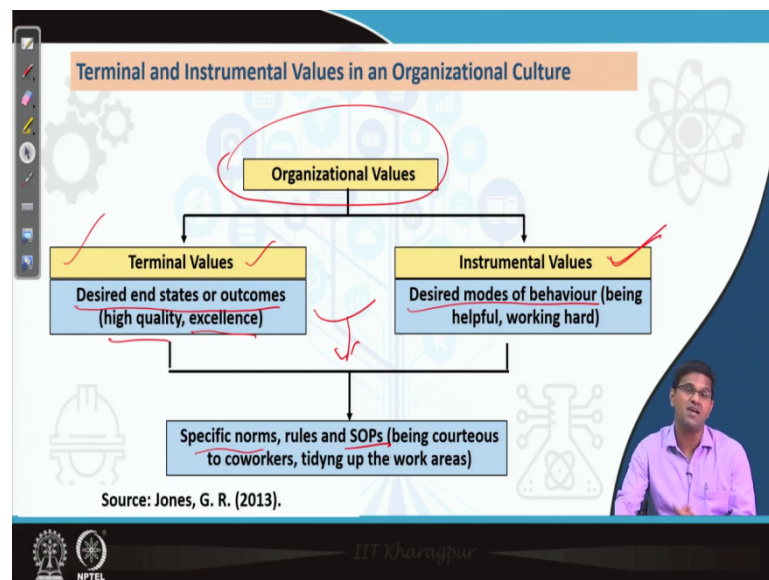 Terminal and Instrumental Values in an Organizational Culture
Organizational Values
Terminal Values
Desired end states or outcomes
(high quality, excellence)
Instrumental Values
Desired modes of behaviour (being
helpful, working hard)
Specific norms, rules and SOPs (being courteous
to coworkers, tidyng up the work areas)
Source: Jones, G. R. (2013).
IIT Kharagpur
NPTEL